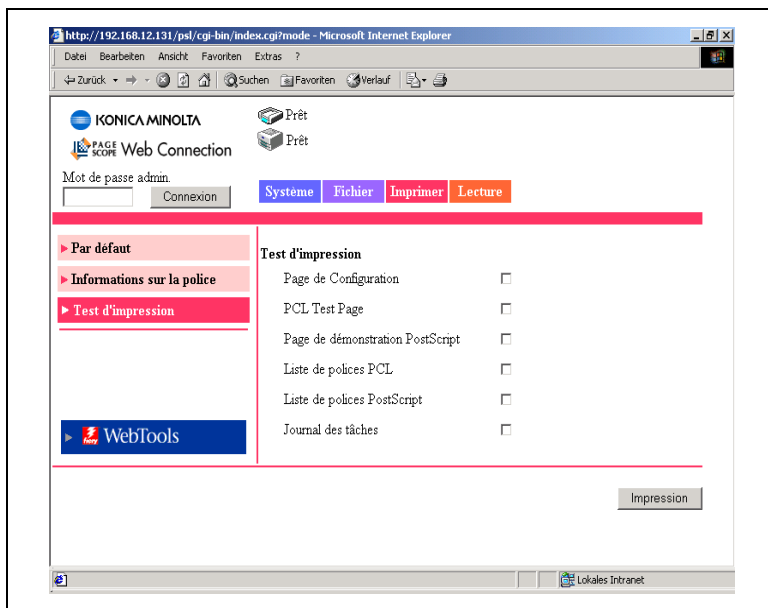 http://192.168.12.131/psl/cgi-bin/index.cgi?mode - Microsoft Internet Explorer
Datei Bearbeiten Ansicht Favoriten Extras ?
Zurück Suchen Favoriten Verlauf
KONICA MINOLTA
PAGE SCOPE Web Connection
Prêt
Prêt
Mot de passe admin.
Connexion
Système Fichier Imprimer Lecture
Par défaut
Informations sur la police
Test d'impression
fiery WebTools
Test d'impression
Page de Configuration
PCL Test Page
Page de démonstration PostScript
Liste de polices PCL
Liste de polices PostScript
Journal des tâches
Impression
Lokales Intranet